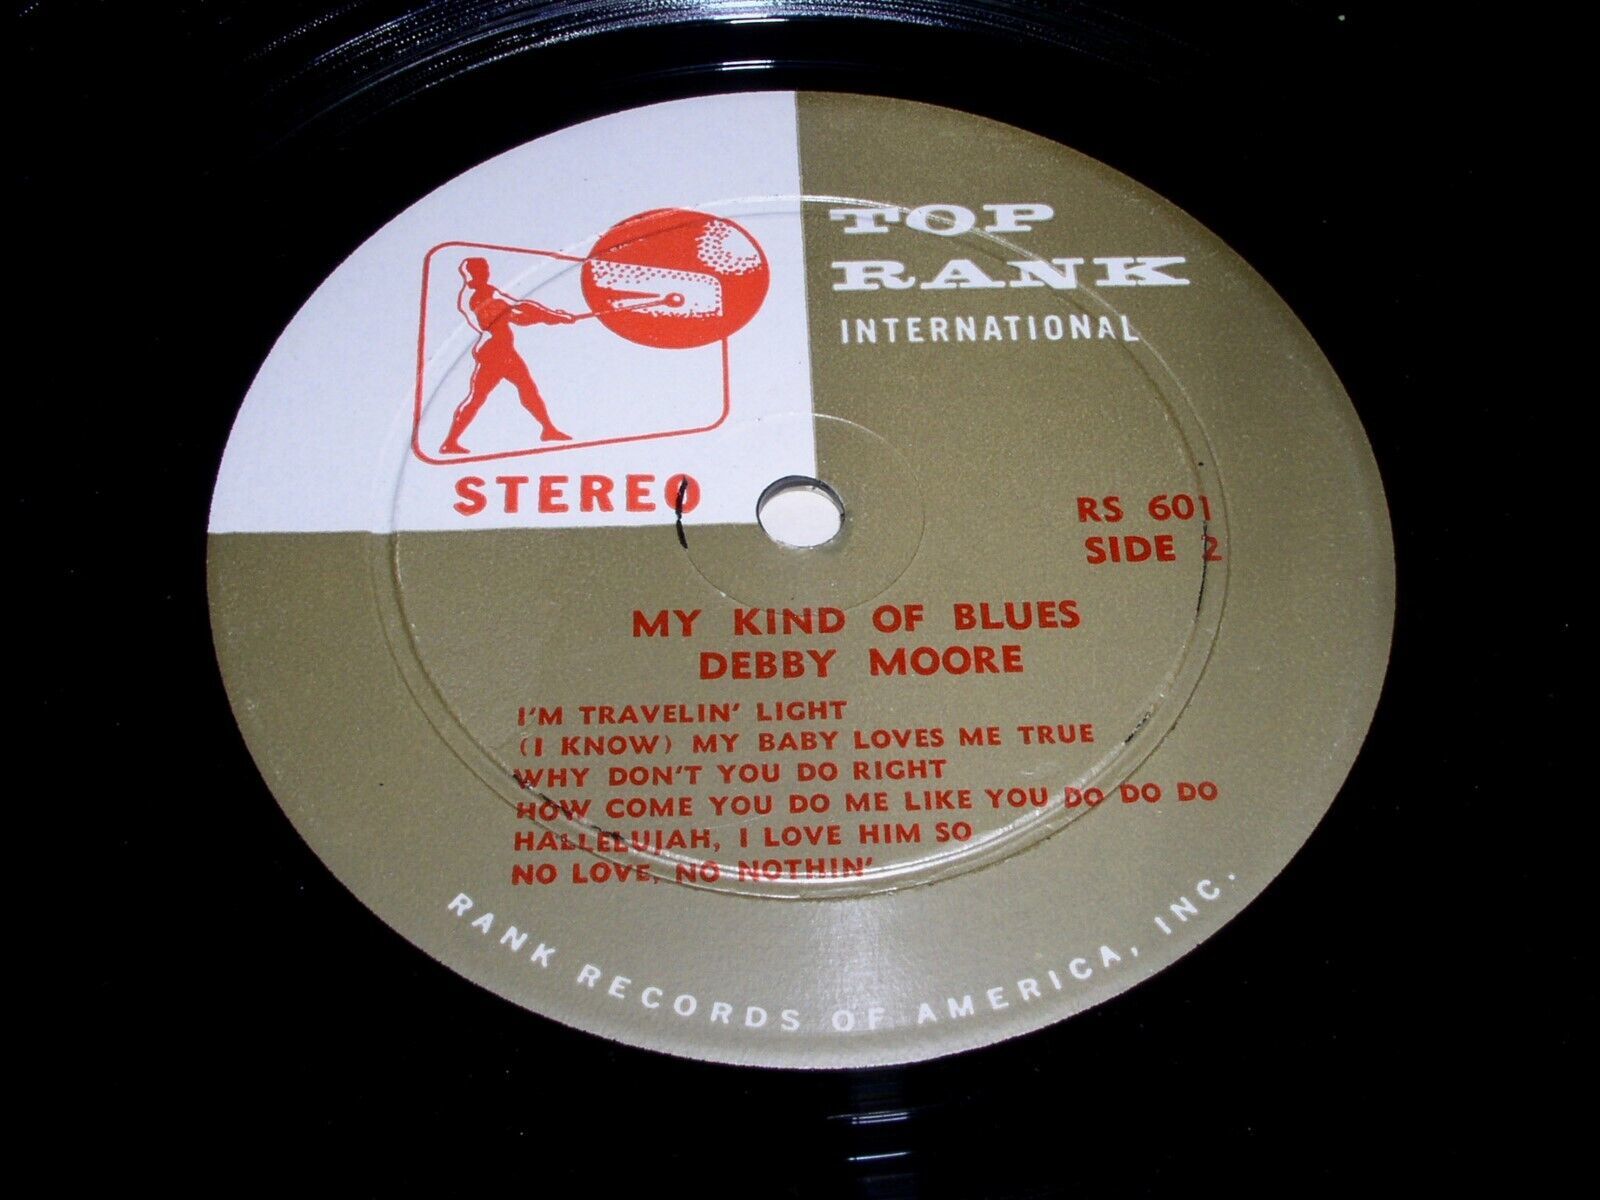 TOP
RANK
INTERNATIONAL
STEREO
RS 601
SIDE 2
MY KIND OF BLUES
DEBBY MOORE
I'M TRAVELIN' LIGHT
(I KNOW) MY BABY LOVES ME TRUE
WHY DON'T YOU DO RIGHT
HOW COME YOU DO ME LIKE YOU DO DO DO
HALLELUJAH, I LOVE HIM SO
NO LOVE, NO NOTHIN'
RANK RECORDS OF AMERICA, INC.